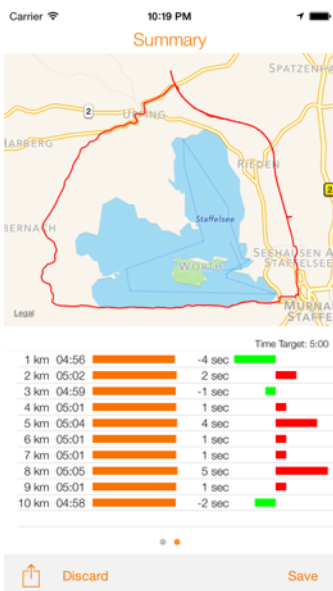 Carrier 10:19 PM
Summary
SPATZENHA
2
UFFING
HARBERG
RIEDEN
2
Staffelsee
BERNACH
SEEHAUSEN A
STAFFELSEE
WÖRTH
MURNA
STAFFE
Legal
Time Target: 5:00
1 km 04:56 -4 sec
2 km 05:02 2 sec
3 km 04:59 -1 sec
4 km 05:01 1 sec
5 km 05:04 4 sec
6 km 05:01 1 sec
7 km 05:01 1 sec
8 km 05:05 5 sec
9 km 05:01 1 sec
10 km 04:58 -2 sec
Discard Save